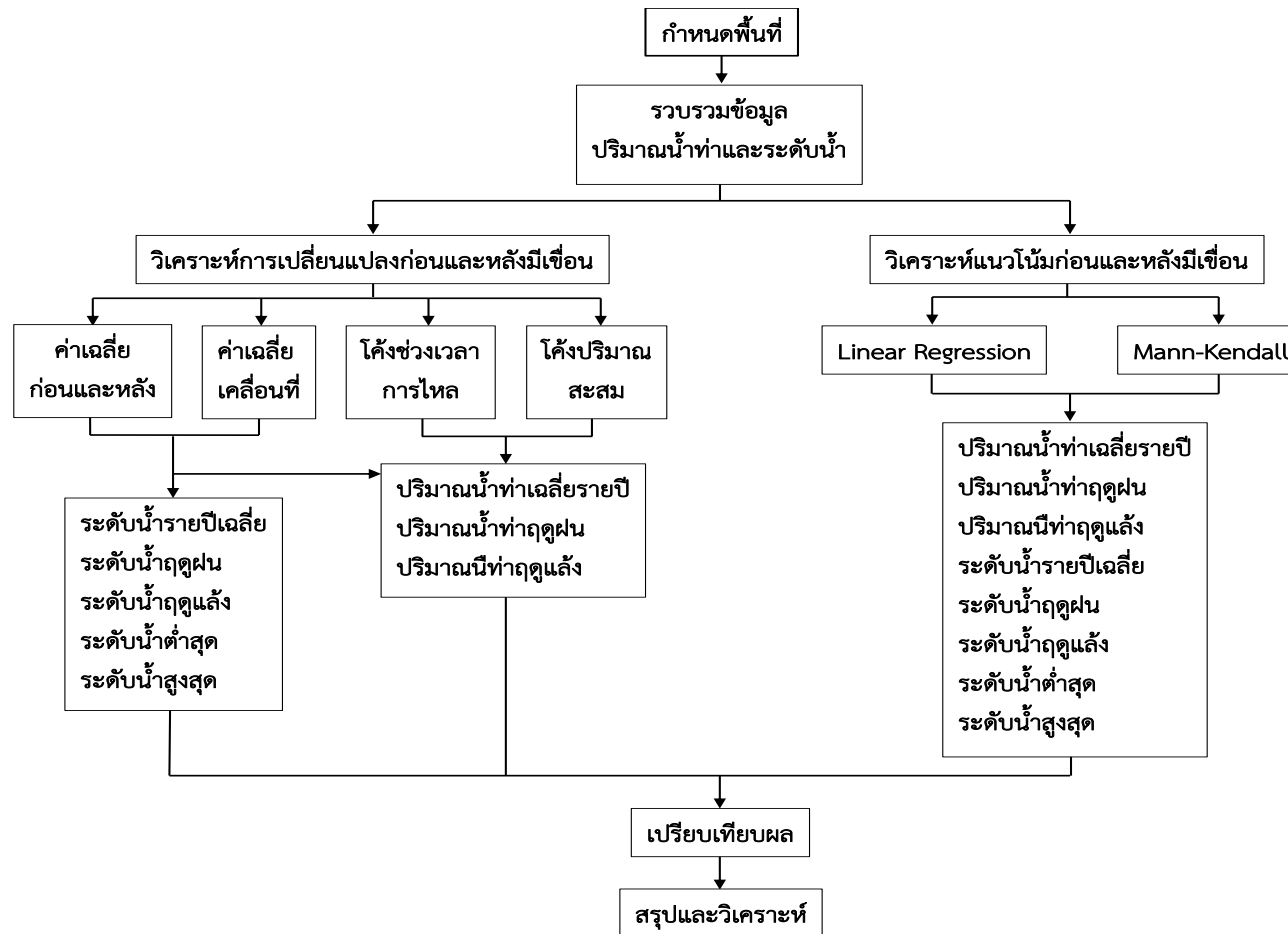 กำหนดพื้นที่
รวบรวมข้อมูล
ปริมาณน้ำท่าและระดับน้ำ
วิเคราะห์การเปลี่ยนแปลงก่อนและหลังมีเขื่อน
วิเคราะห์แนวโน้มก่อนและหลังมีเขื่อน
ค่าเฉลี่ย
ก่อนและหลัง
ค่าเฉลี่ย
เคลื่อนที่
โค้งช่วงเวลา
การไหล
โค้งปริมาณ
สะสม
Linear Regression
Mann-Kendall
ระดับน้ำรายปีเฉลี่ย
ระดับน้ำฤดูฝน
ระดับน้ำฤดูแล้ง
ระดับน้ำต่ำสุด
ระดับน้ำสูงสุด
ปริมาณน้ำท่าเฉลี่ยรายปี
ปริมาณน้ำท่าฤดูฝน
ปริมาณนืท่าฤดูแล้ง
ปริมาณน้ำท่าเฉลี่ยรายปี
ปริมาณน้ำท่าฤดูฝน
ปริมาณนืท่าฤดูแล้ง
ระดับน้ำรายปีเฉลี่ย
ระดับน้ำฤดูฝน
ระดับน้ำฤดูแล้ง
ระดับน้ำต่ำสุด
ระดับน้ำสูงสุด
เปรียบเทียบผล
สรุปและวิเคราะห์